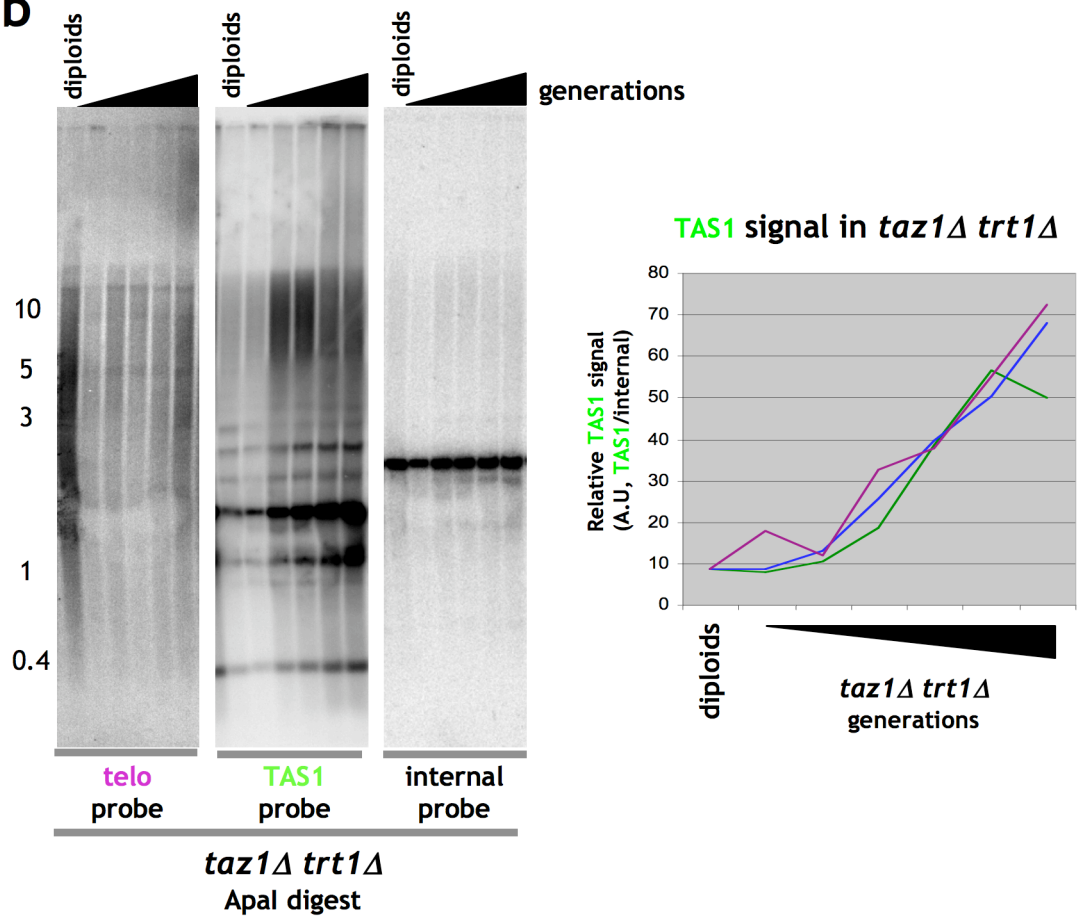 D
diploids
diploids
diploids
generations
10
5
3
1
0.4
telo
probe
TAS1
probe
internal
probe
taz1Δ trt1Δ
ApaI digest
TAS1 signal in taz1Δ trt1Δ
Relative TAS1 signal
(A.U, TAS1/internal)
80
70
60
50
40
30
20
10
0
diploids
taz1Δ trt1Δ
generations